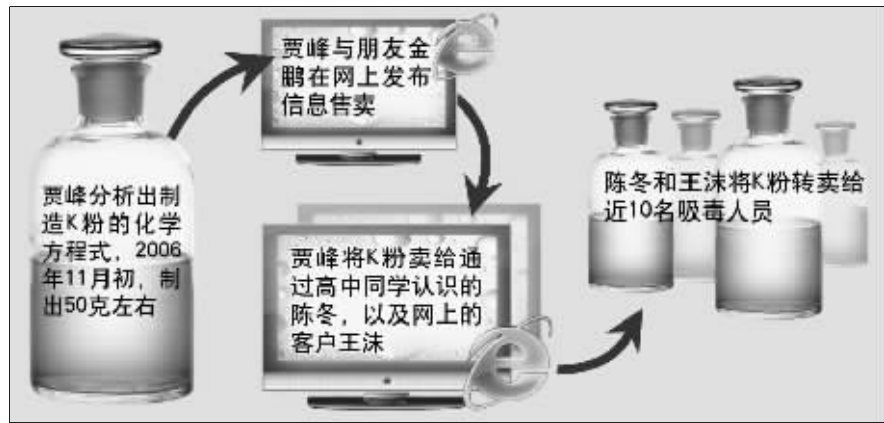 贾峰分析出制
造K粉的化学
方程式，2006
年11月初，制
出50克左右
贾峰与朋友金
鹏在网上发布
信息售卖
贾峰将K粉卖给通
过高中同学认识的
陈冬，以及网上的
客户王沫
陈冬和王沫将K粉转卖给
近10名吸毒人员